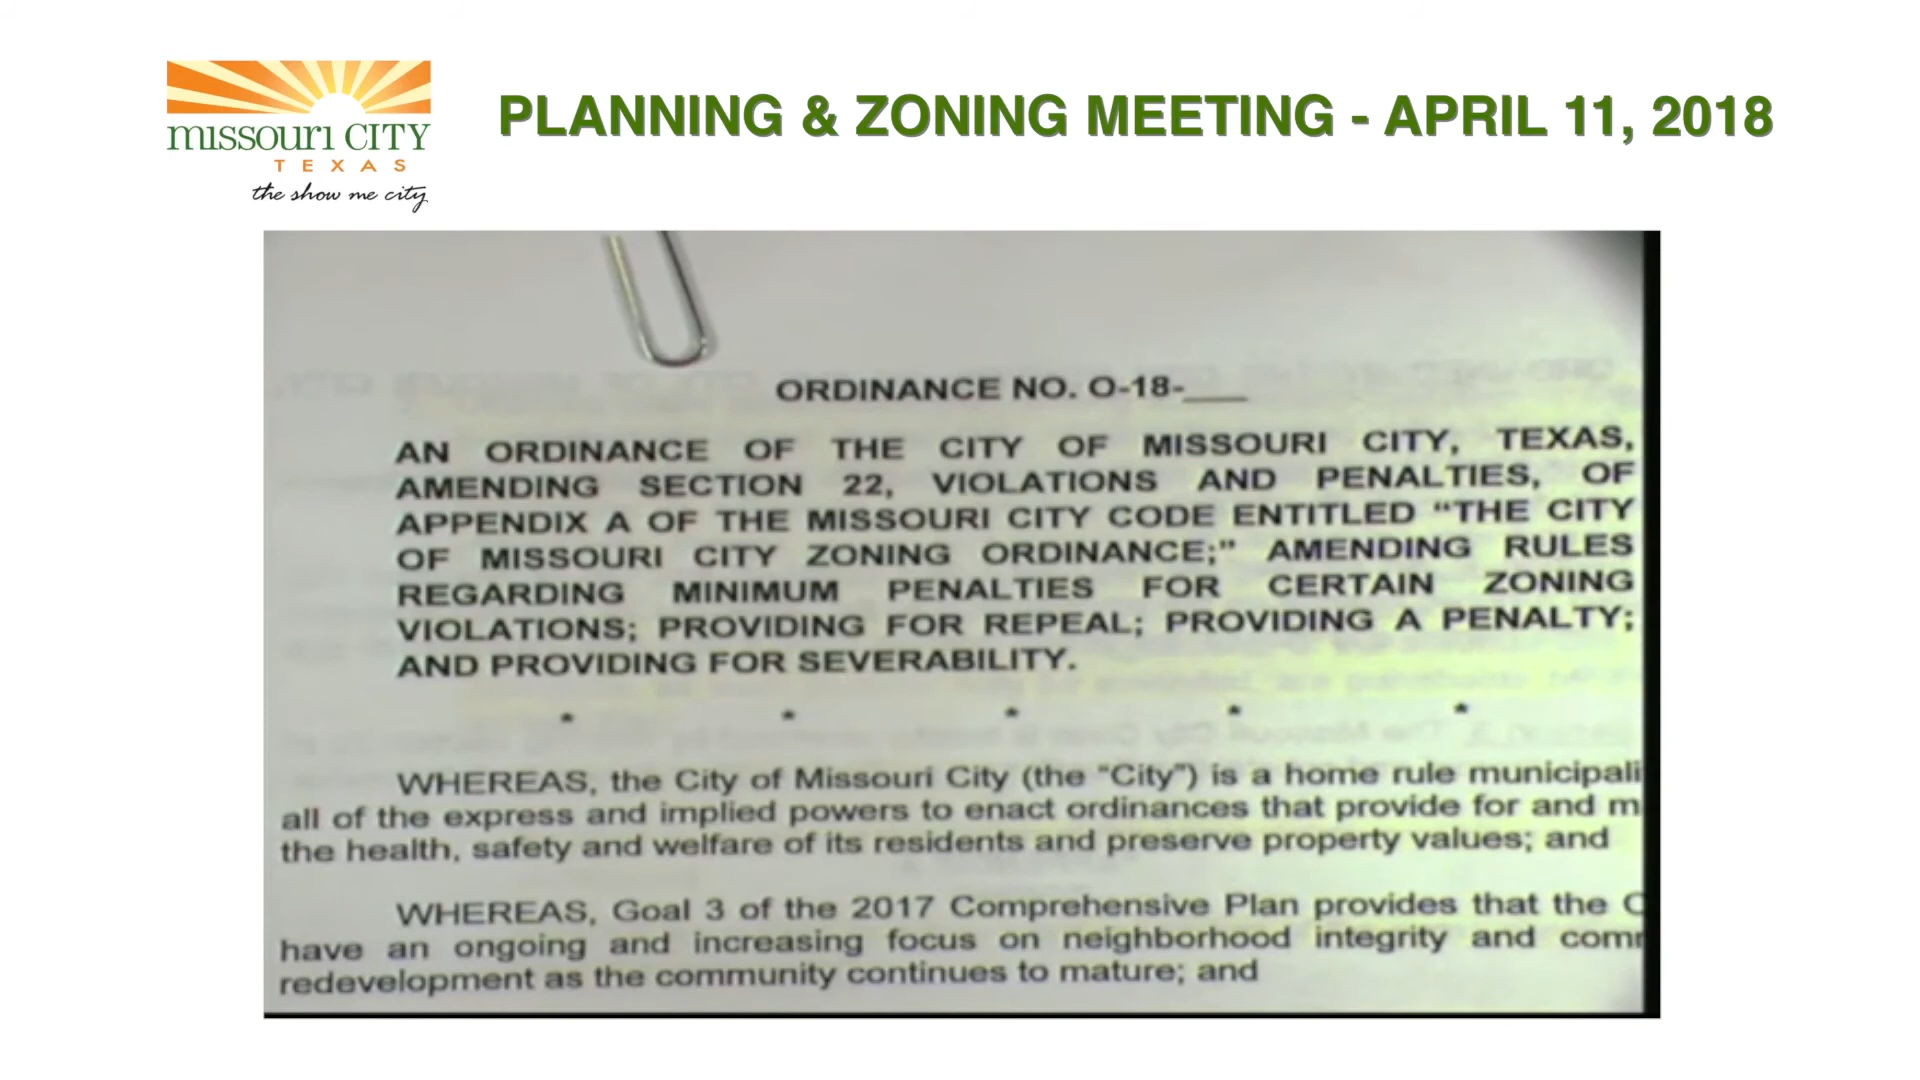 missouri CITY
TEXAS
the show me city
PLANNING & ZONING MEETING - APRIL 11, 2018
ORDINANCE NO. O-18-___
AN ORDINANCE OF THE CITY OF MISSOURI CITY, TEXAS,
AMENDING SECTION 22, VIOLATIONS AND PENALTIES, OF
APPENDIX A OF THE MISSOURI CITY CODE ENTITLED “THE CITY
OF MISSOURI CITY ZONING ORDINANCE;” AMENDING RULES
REGARDING MINIMUM PENALTIES FOR CERTAIN ZONING
VIOLATIONS; PROVIDING FOR REPEAL; PROVIDING A PENALTY;
AND PROVIDING FOR SEVERABILITY.
* * * * *
WHEREAS, the City of Missouri City (the “City”) is a home rule municipali
all of the express and implied powers to enact ordinances that provide for and m
the health, safety and welfare of its residents and preserve property values; and
WHEREAS, Goal 3 of the 2017 Comprehensive Plan provides that the C
have an ongoing and increasing focus on neighborhood integrity and com
redevelopment as the community continues to mature; and